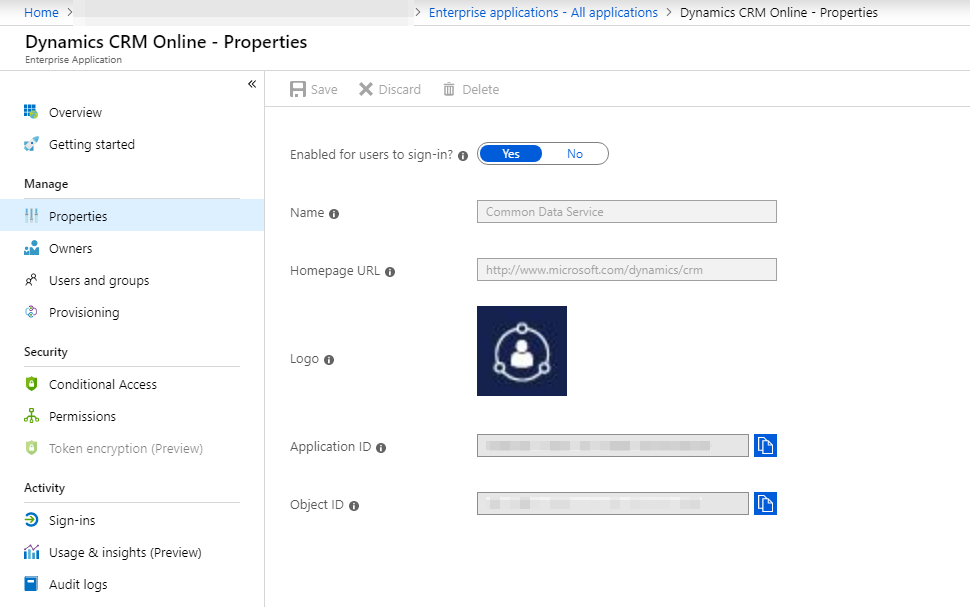 Home > > Enterprise applications - All applications > Dynamics CRM Online - Properties
Dynamics CRM Online - Properties
Enterprise Application
«
Overview
Getting started
Manage
Properties
Owners
Users and groups
Provisioning
Security
Conditional Access
Permissions
Token encryption (Preview)
Activity
Sign-ins
Usage & insights (Preview)
Audit logs
Save Discard Delete
Enabled for users to sign-in? Yes No
Name Common Data Service
Homepage URL http://www.microsoft.com/dynamics/crm
Logo
Application ID
Object ID